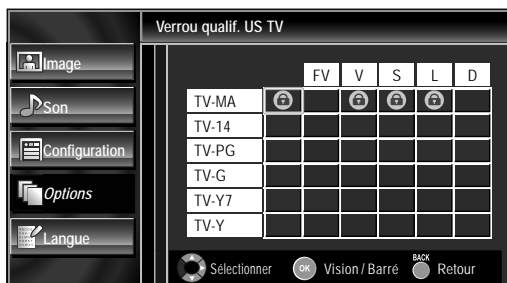 Verrou qualif. US TV
Image
Son
Configuration
Options
Langue
FV V S L D
TV-MA
TV-14
TV-PG
TV-G
TV-Y7
TV-Y
Sélectionner OK Vision / Barré BACK Retour